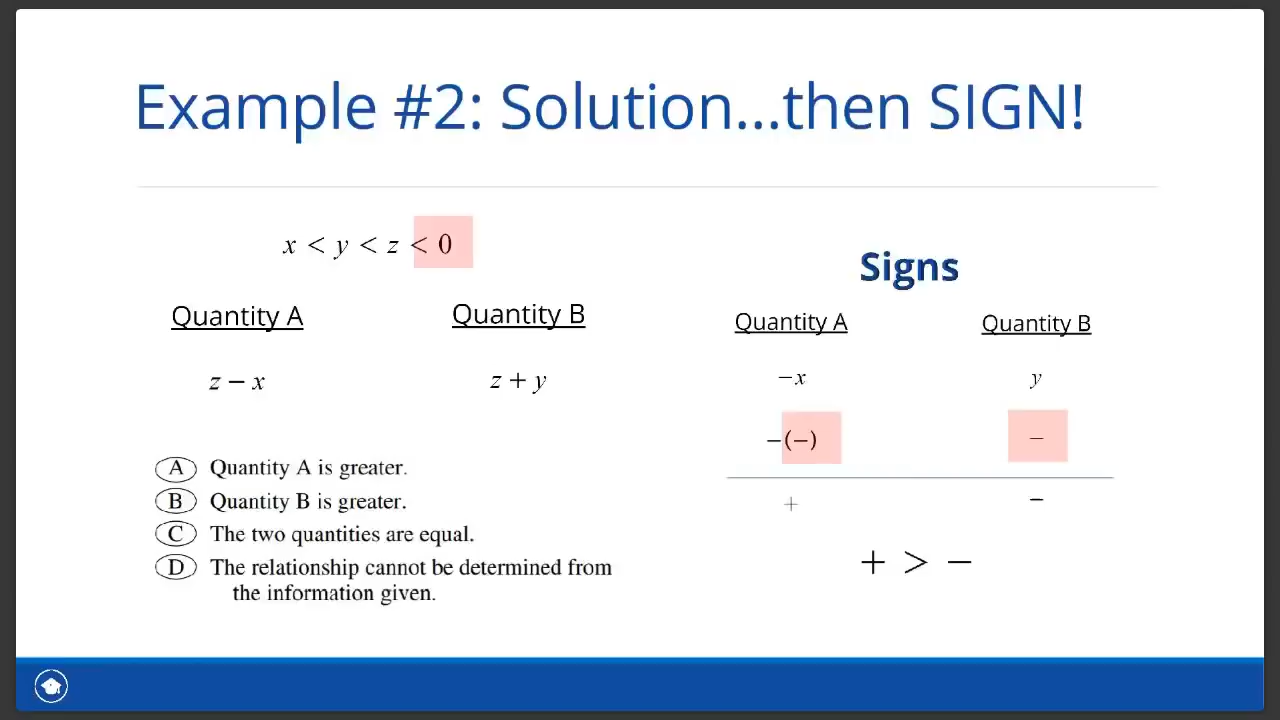 Example #2: Solution...then SIGN!
x < y < z < 0
Quantity A
Quantity B
z − x
z + y
A Quantity A is greater.
B Quantity B is greater.
C The two quantities are equal.
D The relationship cannot be determined from
the information given.
Signs
Quantity A
Quantity B
−x
y
−(−)
−
+
−
+ > −